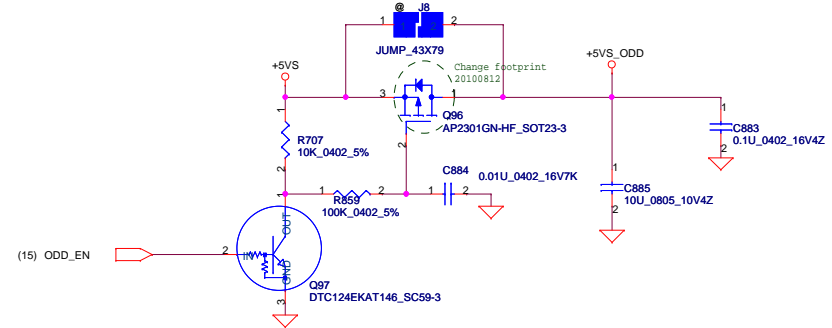 @ J8
1 2
JUMP_43X79
+5VS
Change footprint
20100812
+5VS_ODD
3 1
Q96
AP2301GN-HF_SOT23-3
2
1
R707
10K_0402_5%
2
1
C883
0.1U_0402_16V4Z
2
1
C885
10U_0805_10V4Z
2
1 2
R859
100K_0402_5%
C884
0.01U_0402_16V7K
1 2
1
OUT
(15) ODD_EN
2
IN
GND
3
Q97
DTC124EKAT146_SC59-3